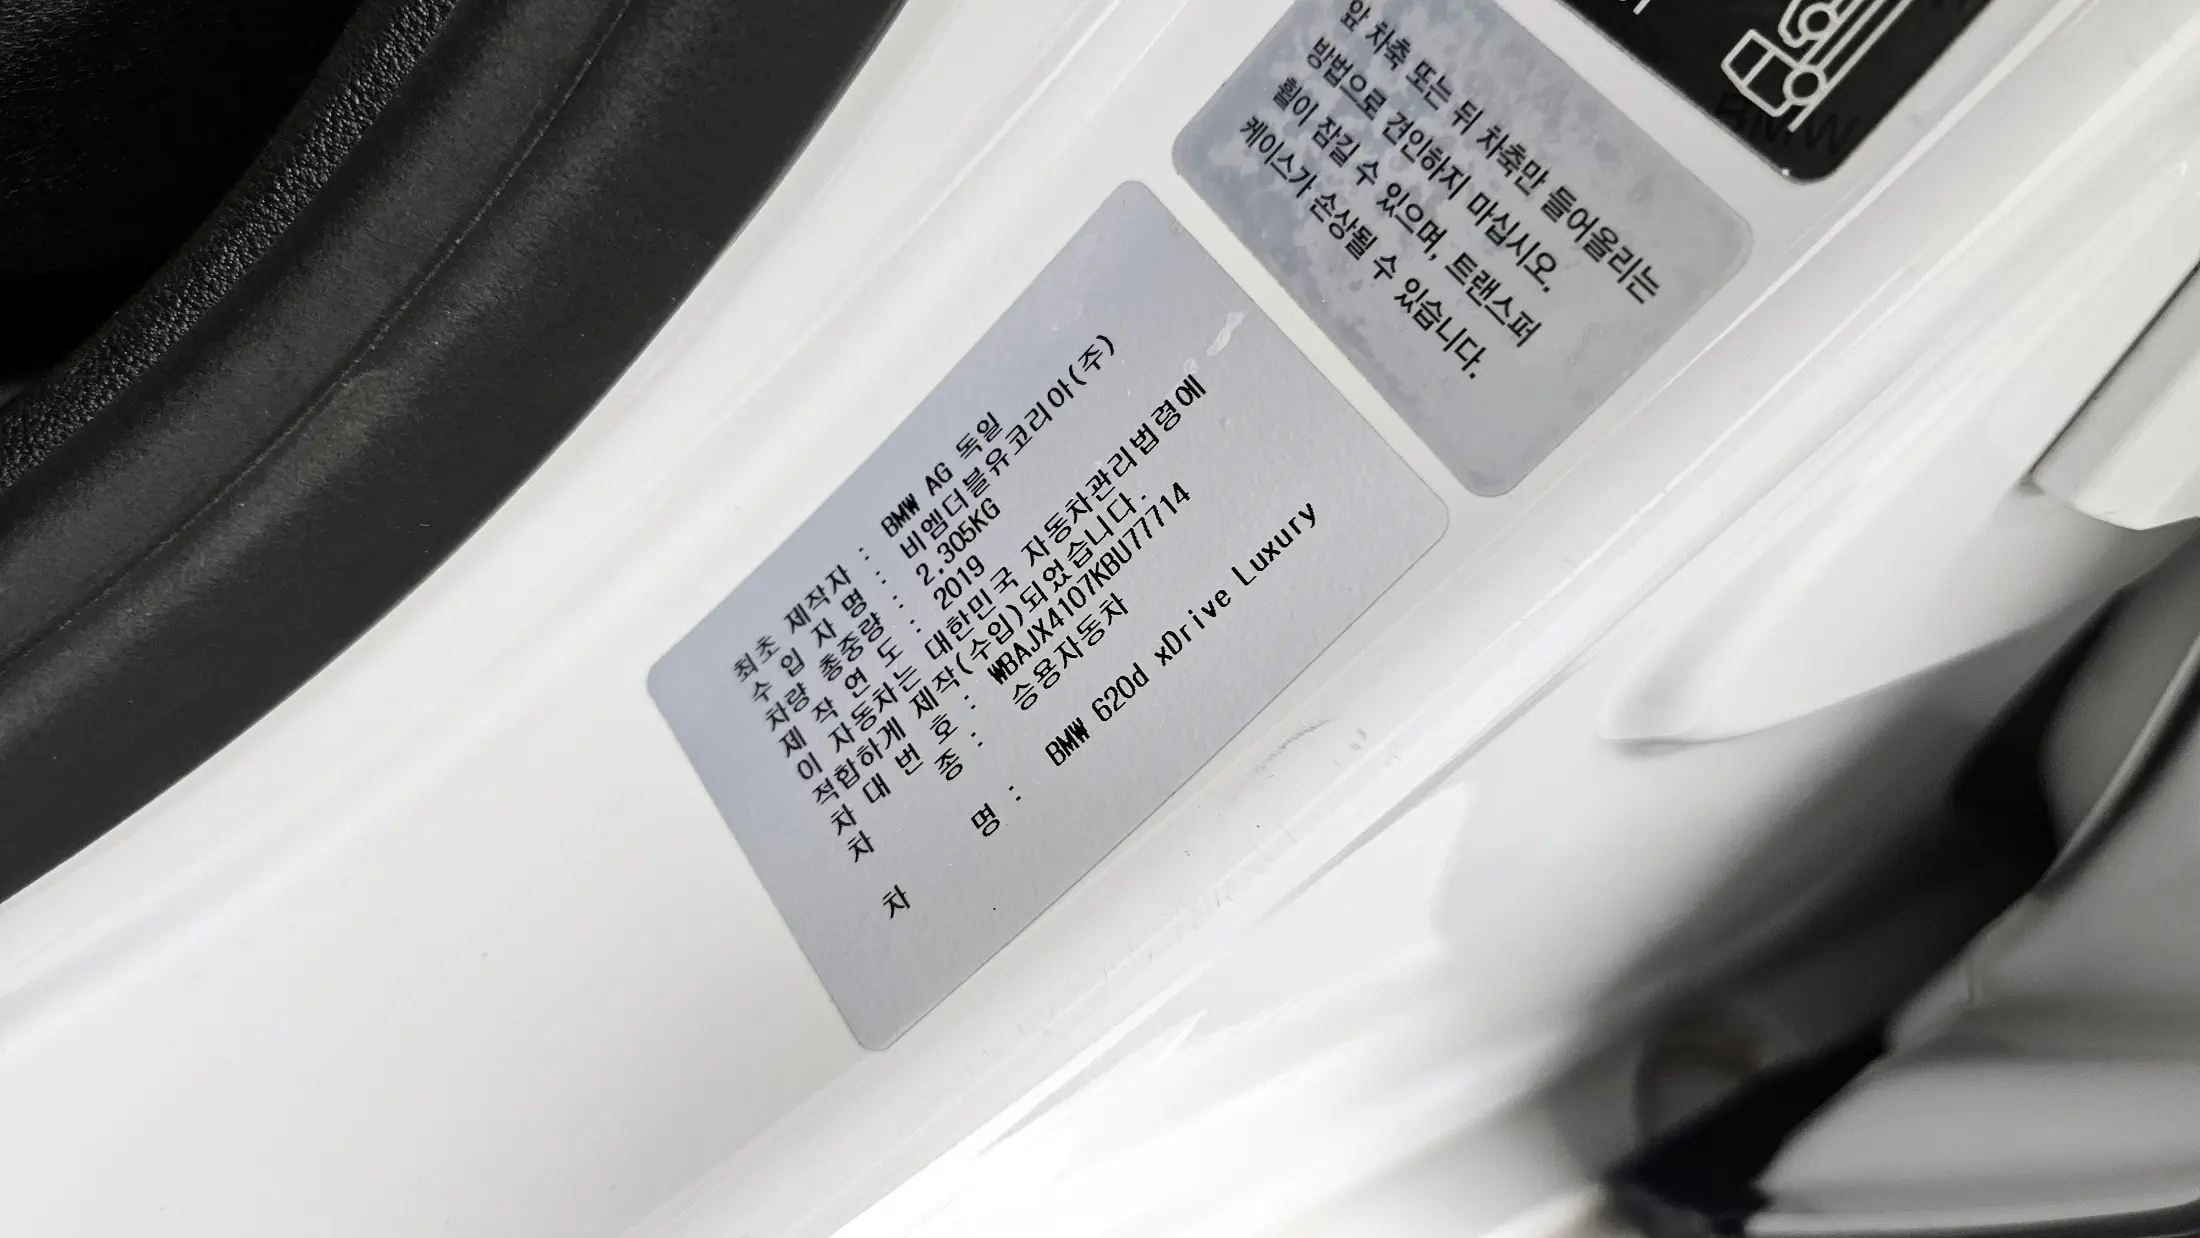 앞 차축 또는 뒤 차축만 들어올리는
방법으로 견인하지 마십시오.
휠이 잠길 수 있으며, 트랜스퍼
케이스가 손상될 수 있습니다.
최초 제작자 : BMW AG 독일
수 입 자 명 : 비엠더블유코리아(주)
차량 총중량 : 2,305KG
제 작 연 도 : 2019
이 자동차는 대한민국 자동차관리법령에
적합하게 제작(수입)되었습니다.
차 대 번 호 : WBAJX4107KBU77714
차 종 : 승용자동차
차 명 : BMW 620d xDrive Luxury